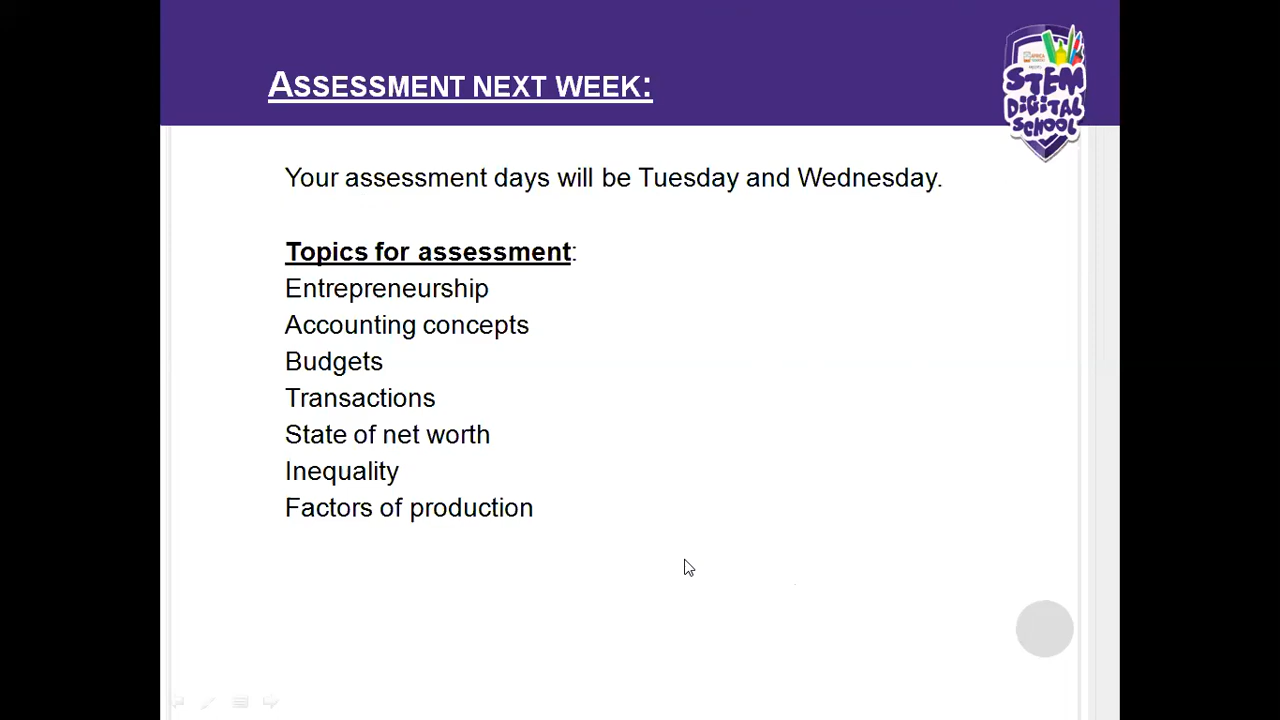 ASSESSMENT NEXT WEEK:
STEM
DIGITAL
SCHOOL
Your assessment days will be Tuesday and Wednesday.
Topics for assessment:
Entrepreneurship
Accounting concepts
Budgets
Transactions
State of net worth
Inequality
Factors of production